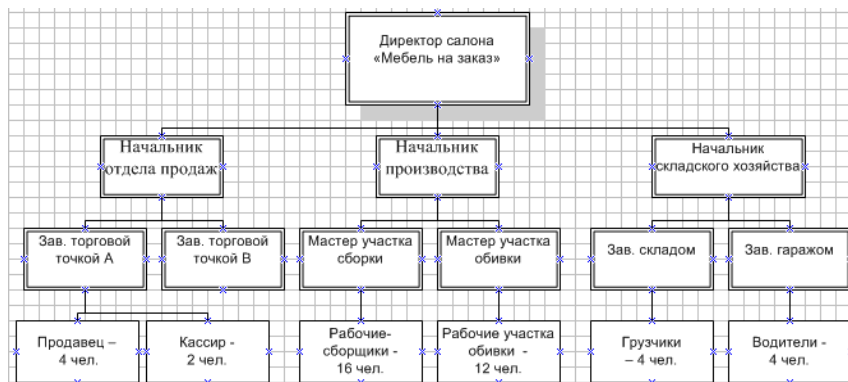 Директор салона
«Мебель на заказ»
Начальник
отдела продаж
Начальник
производства
Начальник
складского хозяйства
Зав. торговой
точкой А
Зав. торговой
точкой В
Мастер участка
сборки
Мастер участка
обивки
Зав. складом
Зав. гаражом
Продавец –
4 чел.
Кассир -
2 чел.
Рабочие-
сборщики -
16 чел.
Рабочие участка
обивки -
12 чел.
Грузчики
– 4 чел.
Водители -
4 чел.